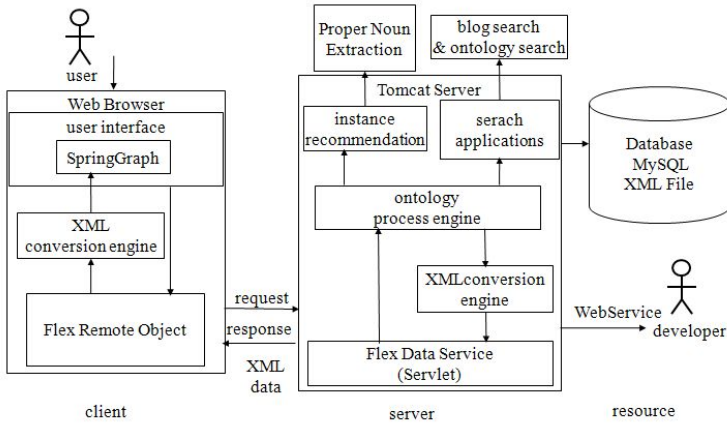 user
Web Browser
user interface
SpringGraph
XML
conversion engine
Flex Remote Object
client
request
response
XML
data
Proper Noun
Extraction
blog search
& ontology search
Tomcat Server
instance
recommendation
serach
applications
ontology
process engine
XMLconversion
engine
Flex Data Service
(Servlet)
server
Database
MySQL
XML File
WebService
developer
resource